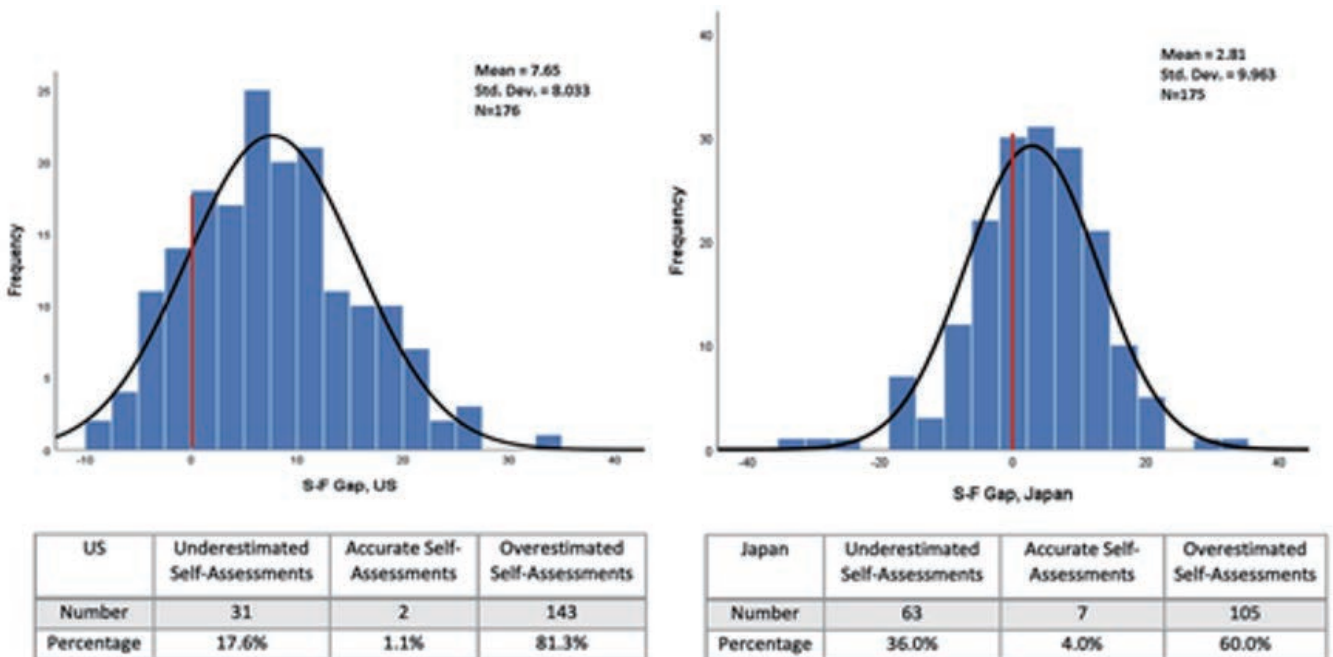 Mean = 7.65
Std. Dev. = 8.033
N=176
25
20
15
10
5
0
Frequency
-10 0 10 20 30 40
S-F Gap, US
Mean = 2.81
Std. Dev. = 9.963
N=175
40
30
20
10
0
Frequency
-40 -20 0 20 40
S-F Gap, Japan
US Underestimated Self-Assessments Accurate Self-Assessments Overestimated Self-Assessments
Number 31 2 143
Percentage 17.6% 1.1% 81.3%
Japan Underestimated Self-Assessments Accurate Self-Assessments Overestimated Self-Assessments
Number 63 7 105
Percentage 36.0% 4.0% 60.0%